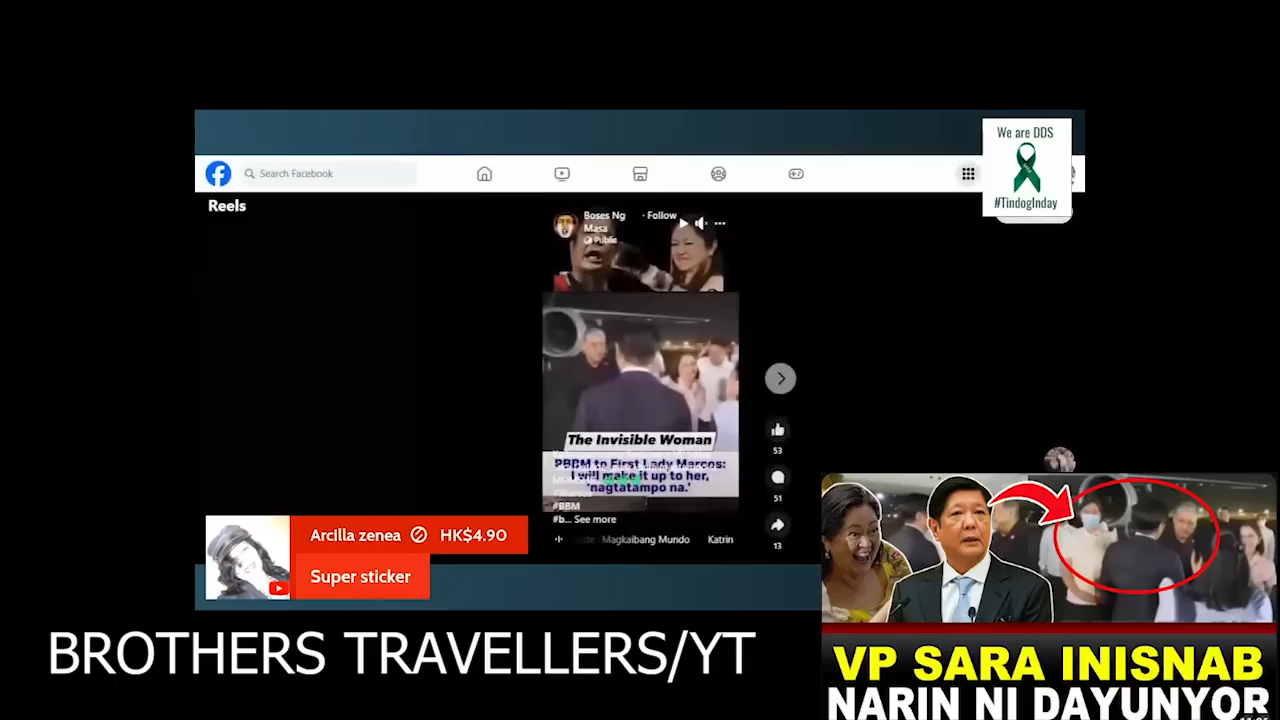 We are DDS
#TindogInday
Search Facebook
Reels
Boses Ng Masa · Follow
Public
The Invisible Woman
PBBM to First Lady Marcos:
I will make it up to her,
'nagtatampo na.'
#BBM
#b... See more
53
51
13
Magkaibang Mundo Katrin
Arcilla zenea HK$4.90
Super sticker
BROTHERS TRAVELLERS/YT
VP SARA INISNAB
NARIN NI DAYUNYOR